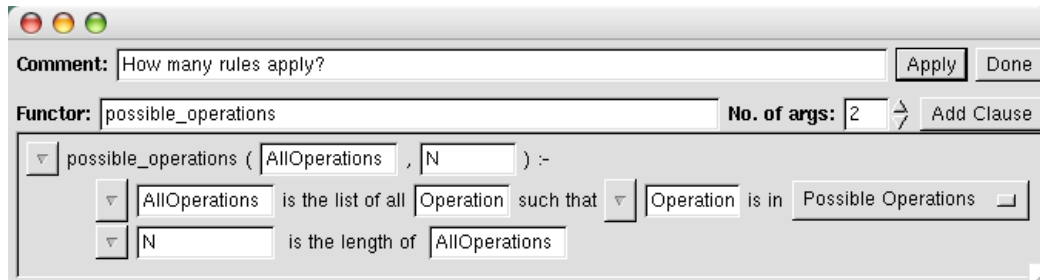 Comment: How many rules apply? Apply Done
Functor: possible_operations No. of args: 2 Add Clause
possible_operations ( AllOperations , N ) :-
AllOperations is the list of all Operation such that Operation is in Possible Operations
N is the length of AllOperations